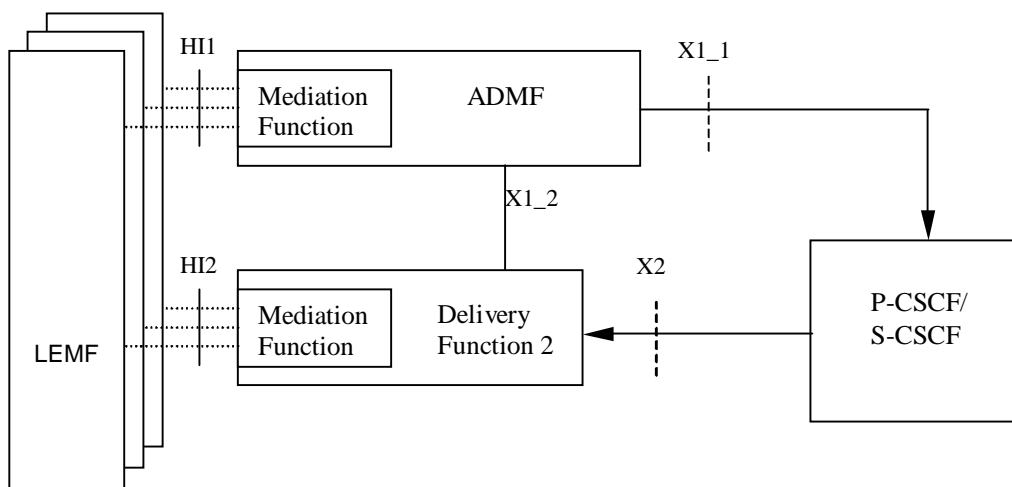 HI1
X1_1
Mediation
Function
ADMF
X1_2
HI2
X2
Mediation
Function
Delivery
Function 2
P-CSCF/
S-CSCF
LEMF